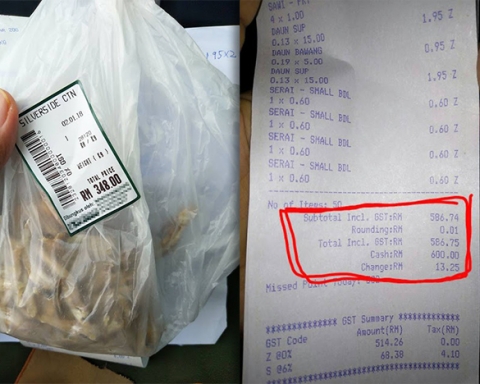 SILVERSIDE CTN
02.01.18
TOTAL PRICE
RM 348.00
4 x 1.00 1.95 Z
DAUN SUP
0.13 x 15.00
DAUN BAWANG 0.95 Z
0.19 x 5.00
DAUN SUP 1.95 Z
0.13 x 15.00
SERAI - SMALL BDL
1 x 0.60 0.60 Z
SERAI - SMALL BDL
1 x 0.60 0.60 Z
SERAI - SMALL BDL
1 x 0.60 0.60 Z
SERAI - SMALL BDL
1 x 0.60 0.60 Z
No of Items: 50
Subtotal Incl. GST:RM 586.74
Rounding:RM 0.01
Total Incl. GST:RM 586.75
Cash:RM 600.00
Change:RM 13.25
Missed Point Today:
GST Summary
GST Code Amount(RM) Tax(RM)
Z @0% 514.26 0.00
S @6% 68.38 4.10